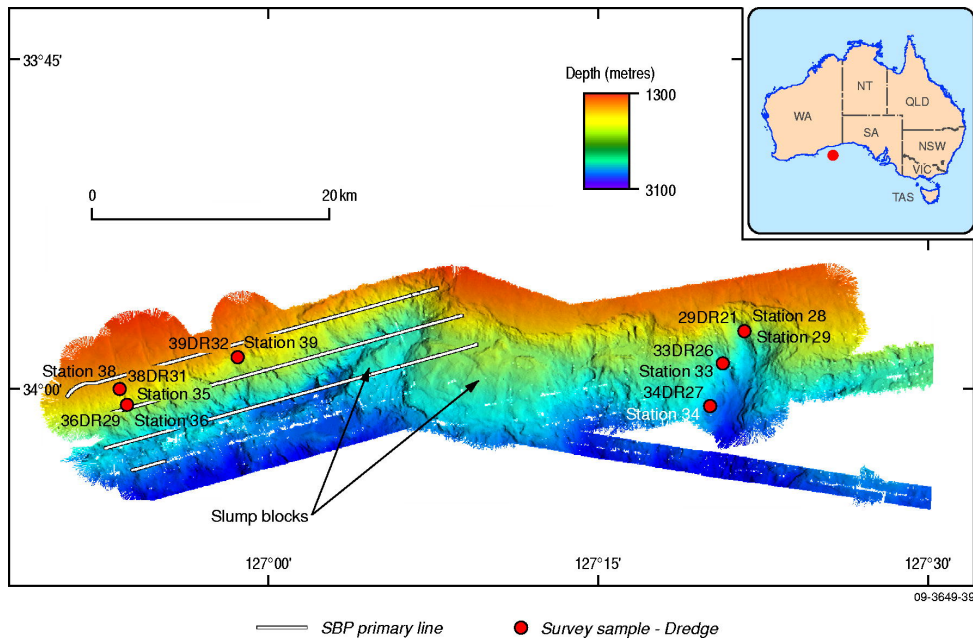 33°45'
Depth (metres)
1300
3100
0
20 km
NT
QLD
WA
SA
NSW
VIC
TAS
29DR21
Station 28
Station 29
39DR32
Station 39
33DR26
Station 33
34°00'
Station 38
38DR31
Station 35
34DR27
Station 34
36DR29
Station 36
Slump blocks
127°00'
127°15'
127°30'
09-3649-39
SBP primary line
Survey sample - Dredge